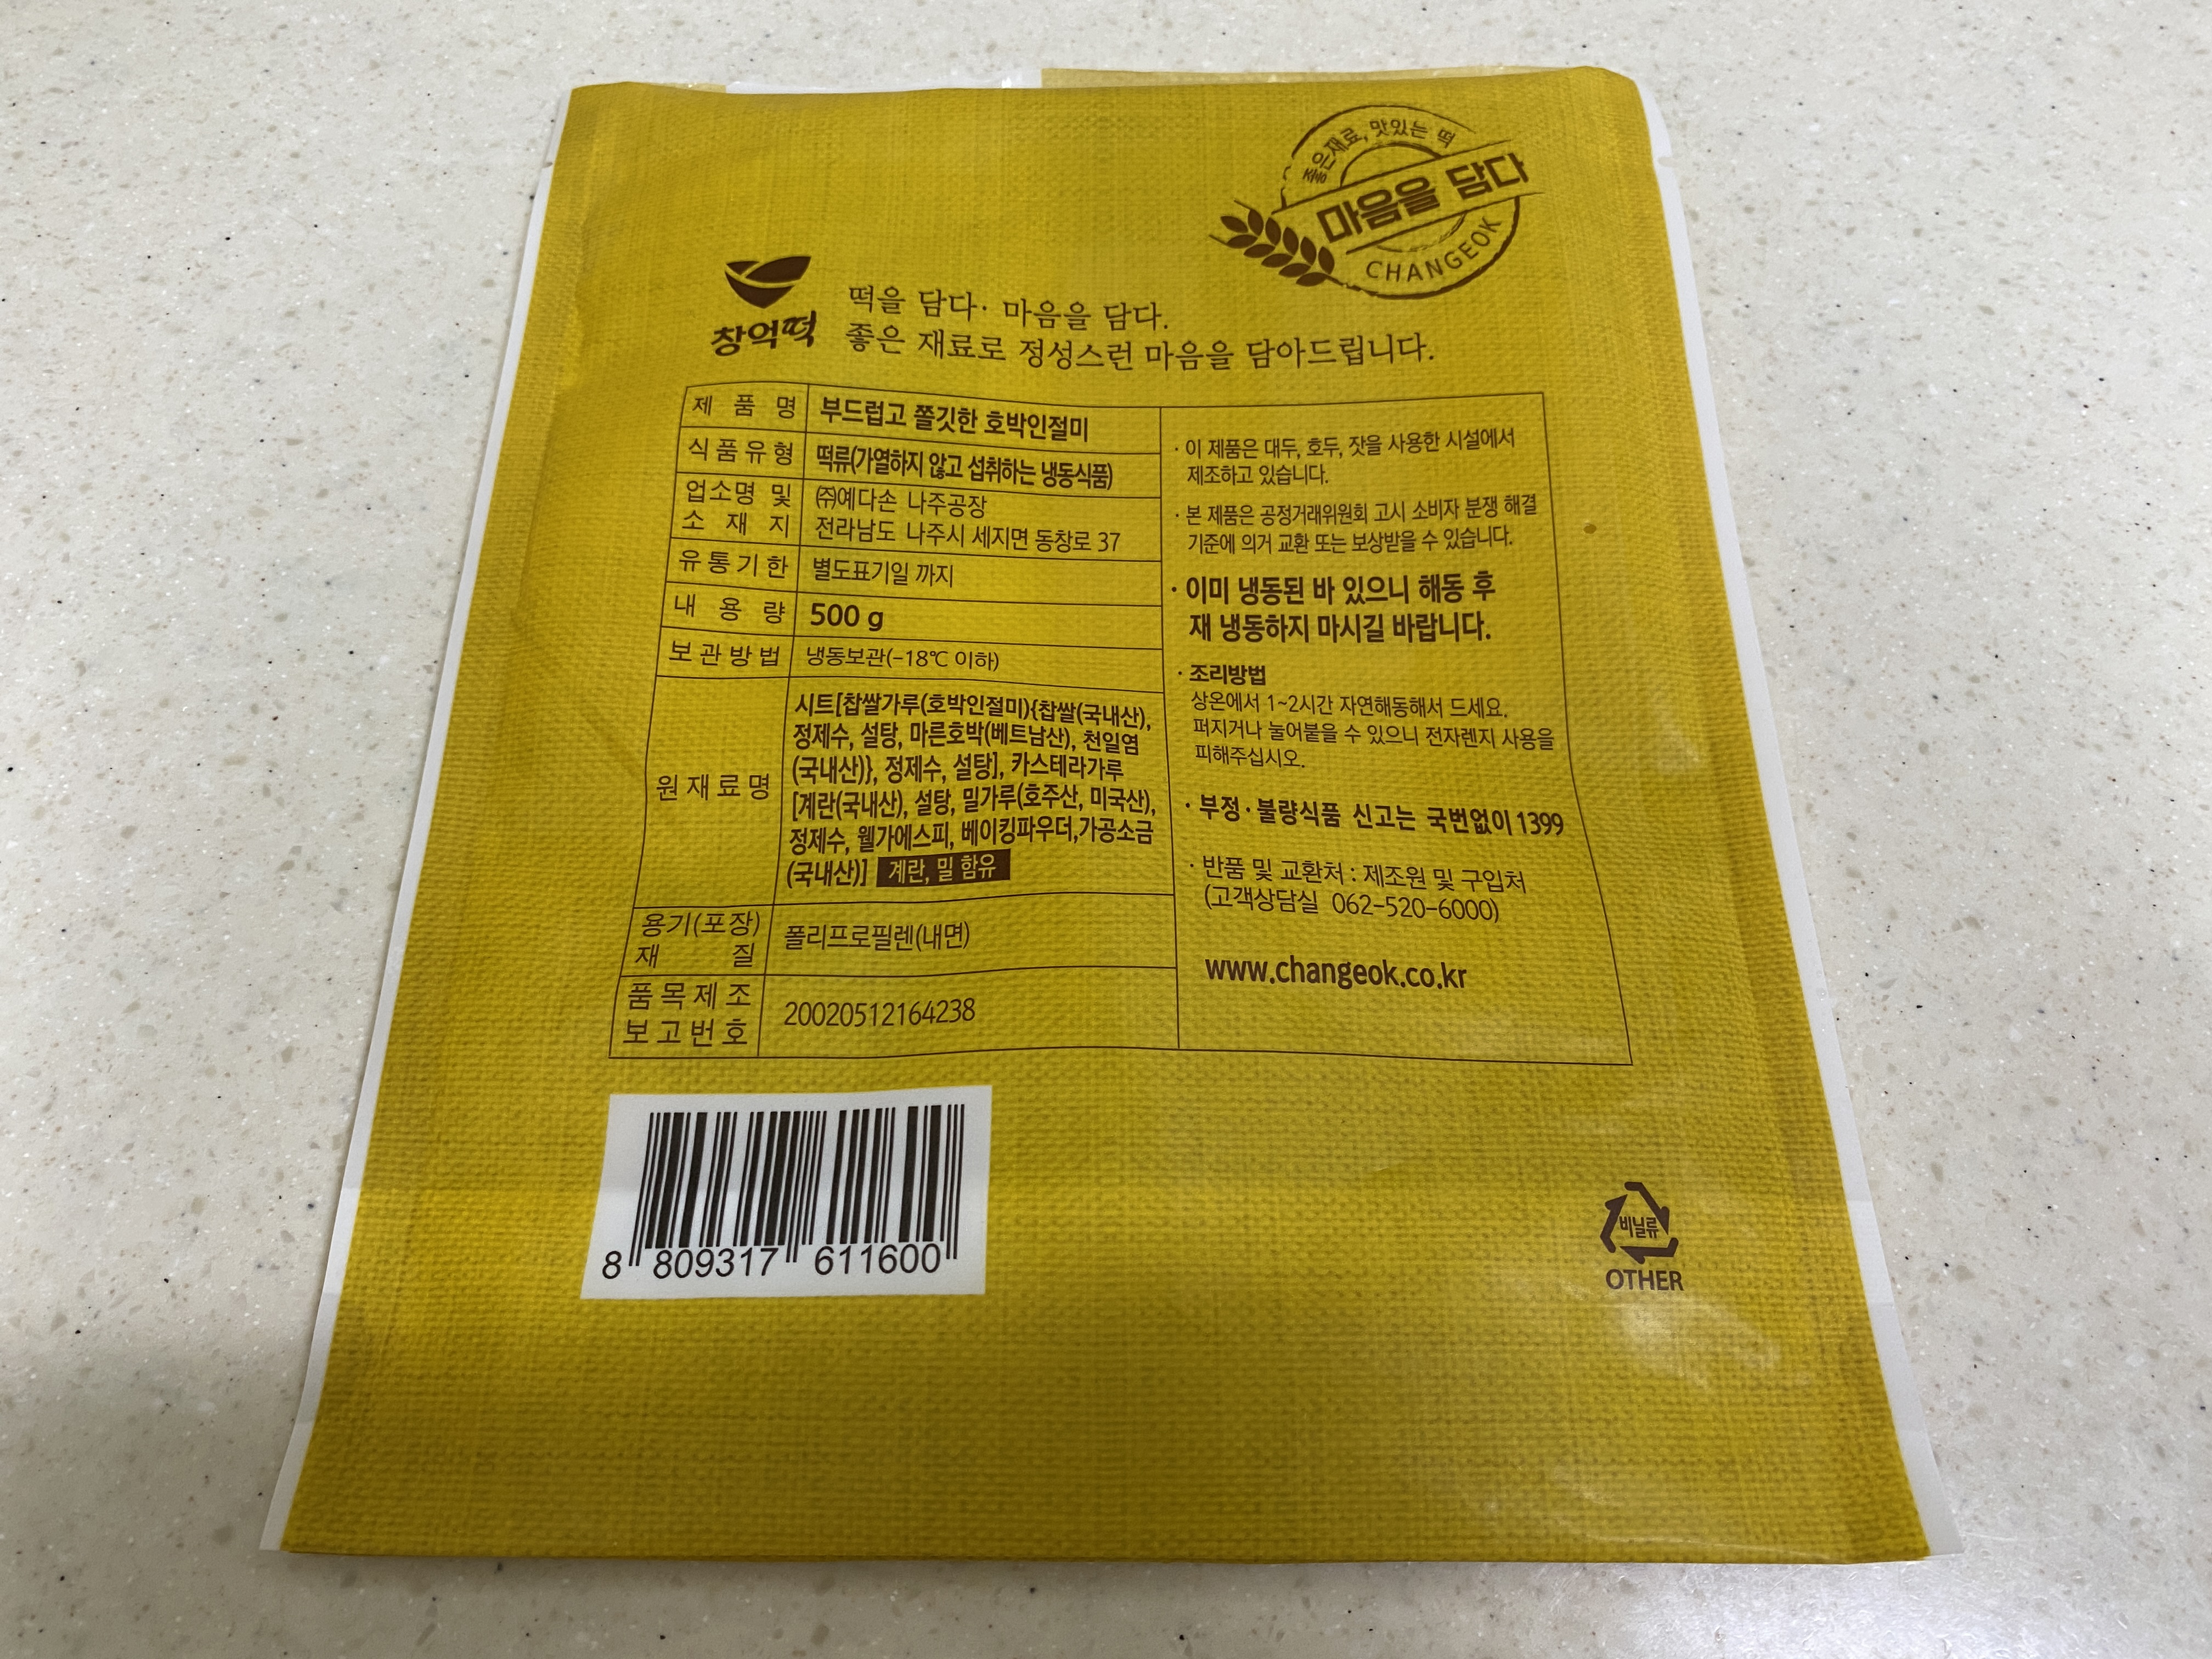 좋은재료, 맛있는 떡
마음을 담다
CHANGEOK
창억떡
떡을 담다· 마음을 담다.
좋은 재료로 정성스런 마음을 담아드립니다.
제 품 명
부드럽고 쫄깃한 호박인절미
식품유형
떡류(가열하지 않고 섭취하는 냉동식품)
업소명 및
소 재 지
㈜예다손 나주공장
전라남도 나주시 세지면 동창로 37
유통기한
별도표기일 까지
내 용 량
500 g
보관방법
냉동보관(-18℃ 이하)
원재료명
시트[찹쌀가루(호박인절미){찹쌀(국내산),
정제수, 설탕, 마른호박(베트남산), 천일염
(국내산)}, 정제수, 설탕], 카스테라가루
[계란(국내산), 설탕, 밀가루(호주산, 미국산),
정제수, 웰가에스피, 베이킹파우더,가공소금
(국내산)] 계란, 밀 함유
용기(포장)
재 질
폴리프로필렌(내면)
품목제조
보고번호
20020512164238
· 이 제품은 대두, 호두, 잣을 사용한 시설에서
제조하고 있습니다.
· 본 제품은 공정거래위원회 고시 소비자 분쟁 해결
기준에 의거 교환 또는 보상받을 수 있습니다.
· 이미 냉동된 바 있으니 해동 후
재 냉동하지 마시길 바랍니다.
· 조리방법
상온에서 1~2시간 자연해동해서 드세요.
퍼지거나 눌어붙을 수 있으니 전자렌지 사용을
피해주십시오.
· 부정·불량식품 신고는 국번없이 1399
· 반품 및 교환처 : 제조원 및 구입처
(고객상담실 062-520-6000)
www.changeok.co.kr
8 809317 611600
비닐류
OTHER